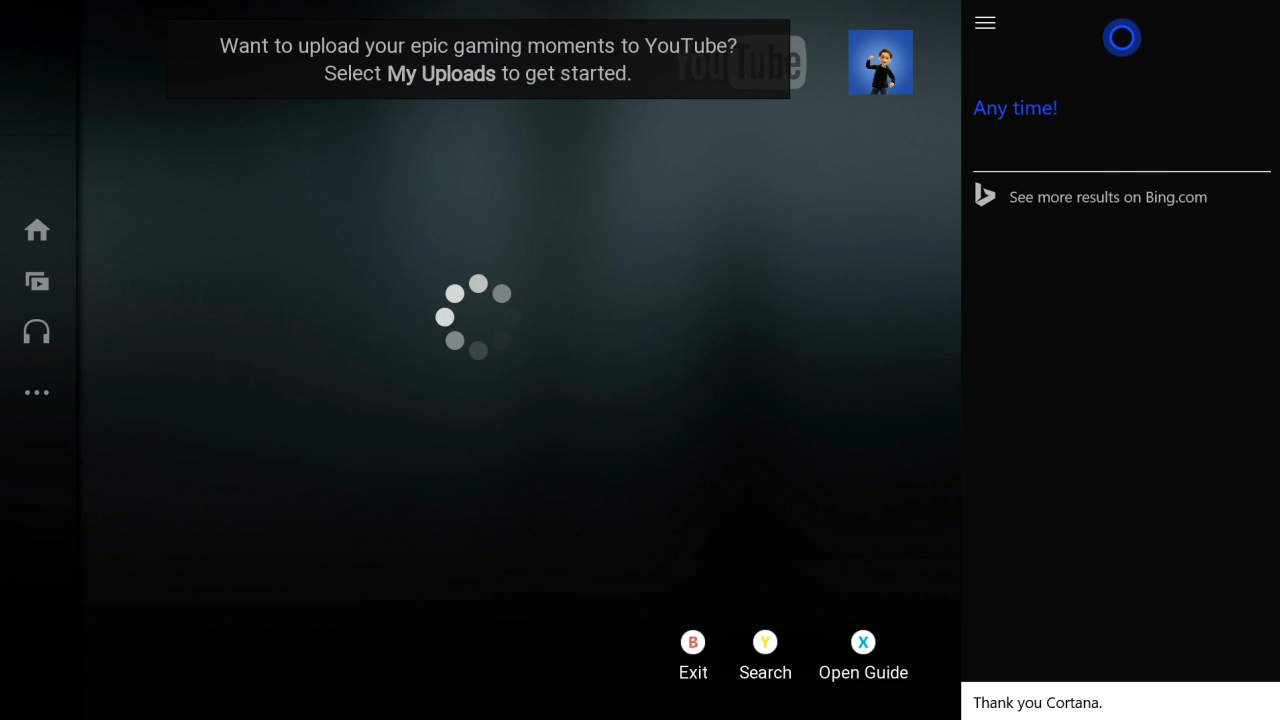 Want to upload your epic gaming moments to YouTube?
Select My Uploads to get started.
YouTube
B
Exit
Y
Search
X
Open Guide
Any time!
See more results on Bing.com
Thank you Cortana.